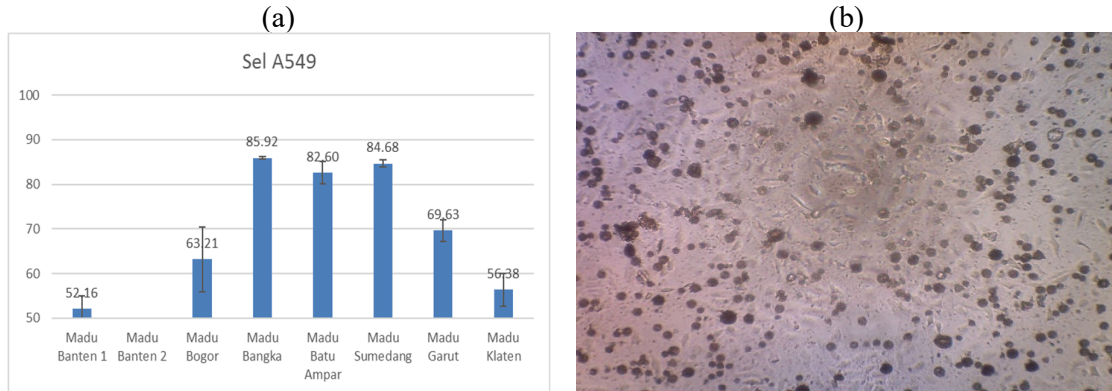 (a)
(b)
Sel A549
100
90
80
70
60
50
52.16
63.21
85.92
82.60
84.68
69.63
56.38
Madu Banten 1
Madu Banten 2
Madu Bogor
Madu Bangka
Madu Batu Ampar
Madu Sumedang
Madu Garut
Madu Klaten